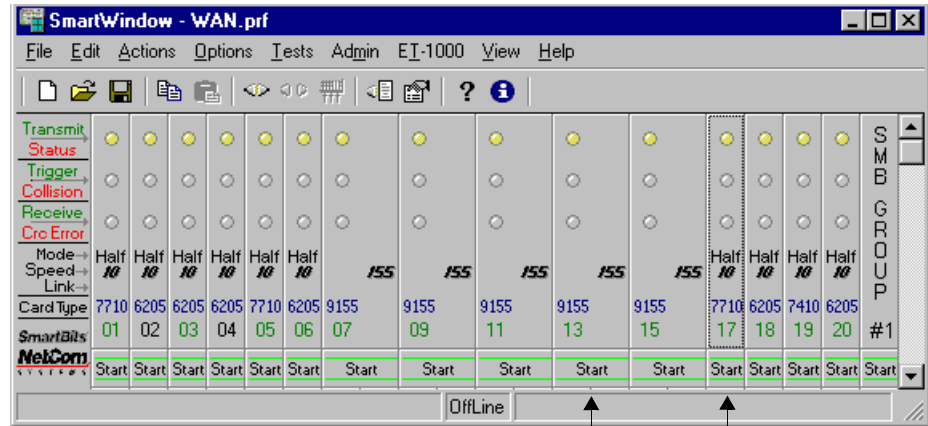 SmartWindow - WAN.prf
File Edit Actions Options Tests Admin ET-1000 View Help
Transmit
Status
Trigger
Collision
Receive
Crc Error
Mode
Speed
Link
Half Half Half Half Half Half Half Half Half Half
10 10 10 10 10 10 155 155 155 155 155 10 10 10 10
Card Type 7710 6205 6205 6205 7710 6205 9155 9155 9155 9155 9155 7710 6205 7410 6205
SmartBits 01 02 03 04 05 06 07 09 11 13 15 17 18 19 20 #1
NetCom
SYSTEMS
Start Start Start Start Start Start Start Start Start Start Start Start Start Start Start Start
SMB GROUP
OffLine